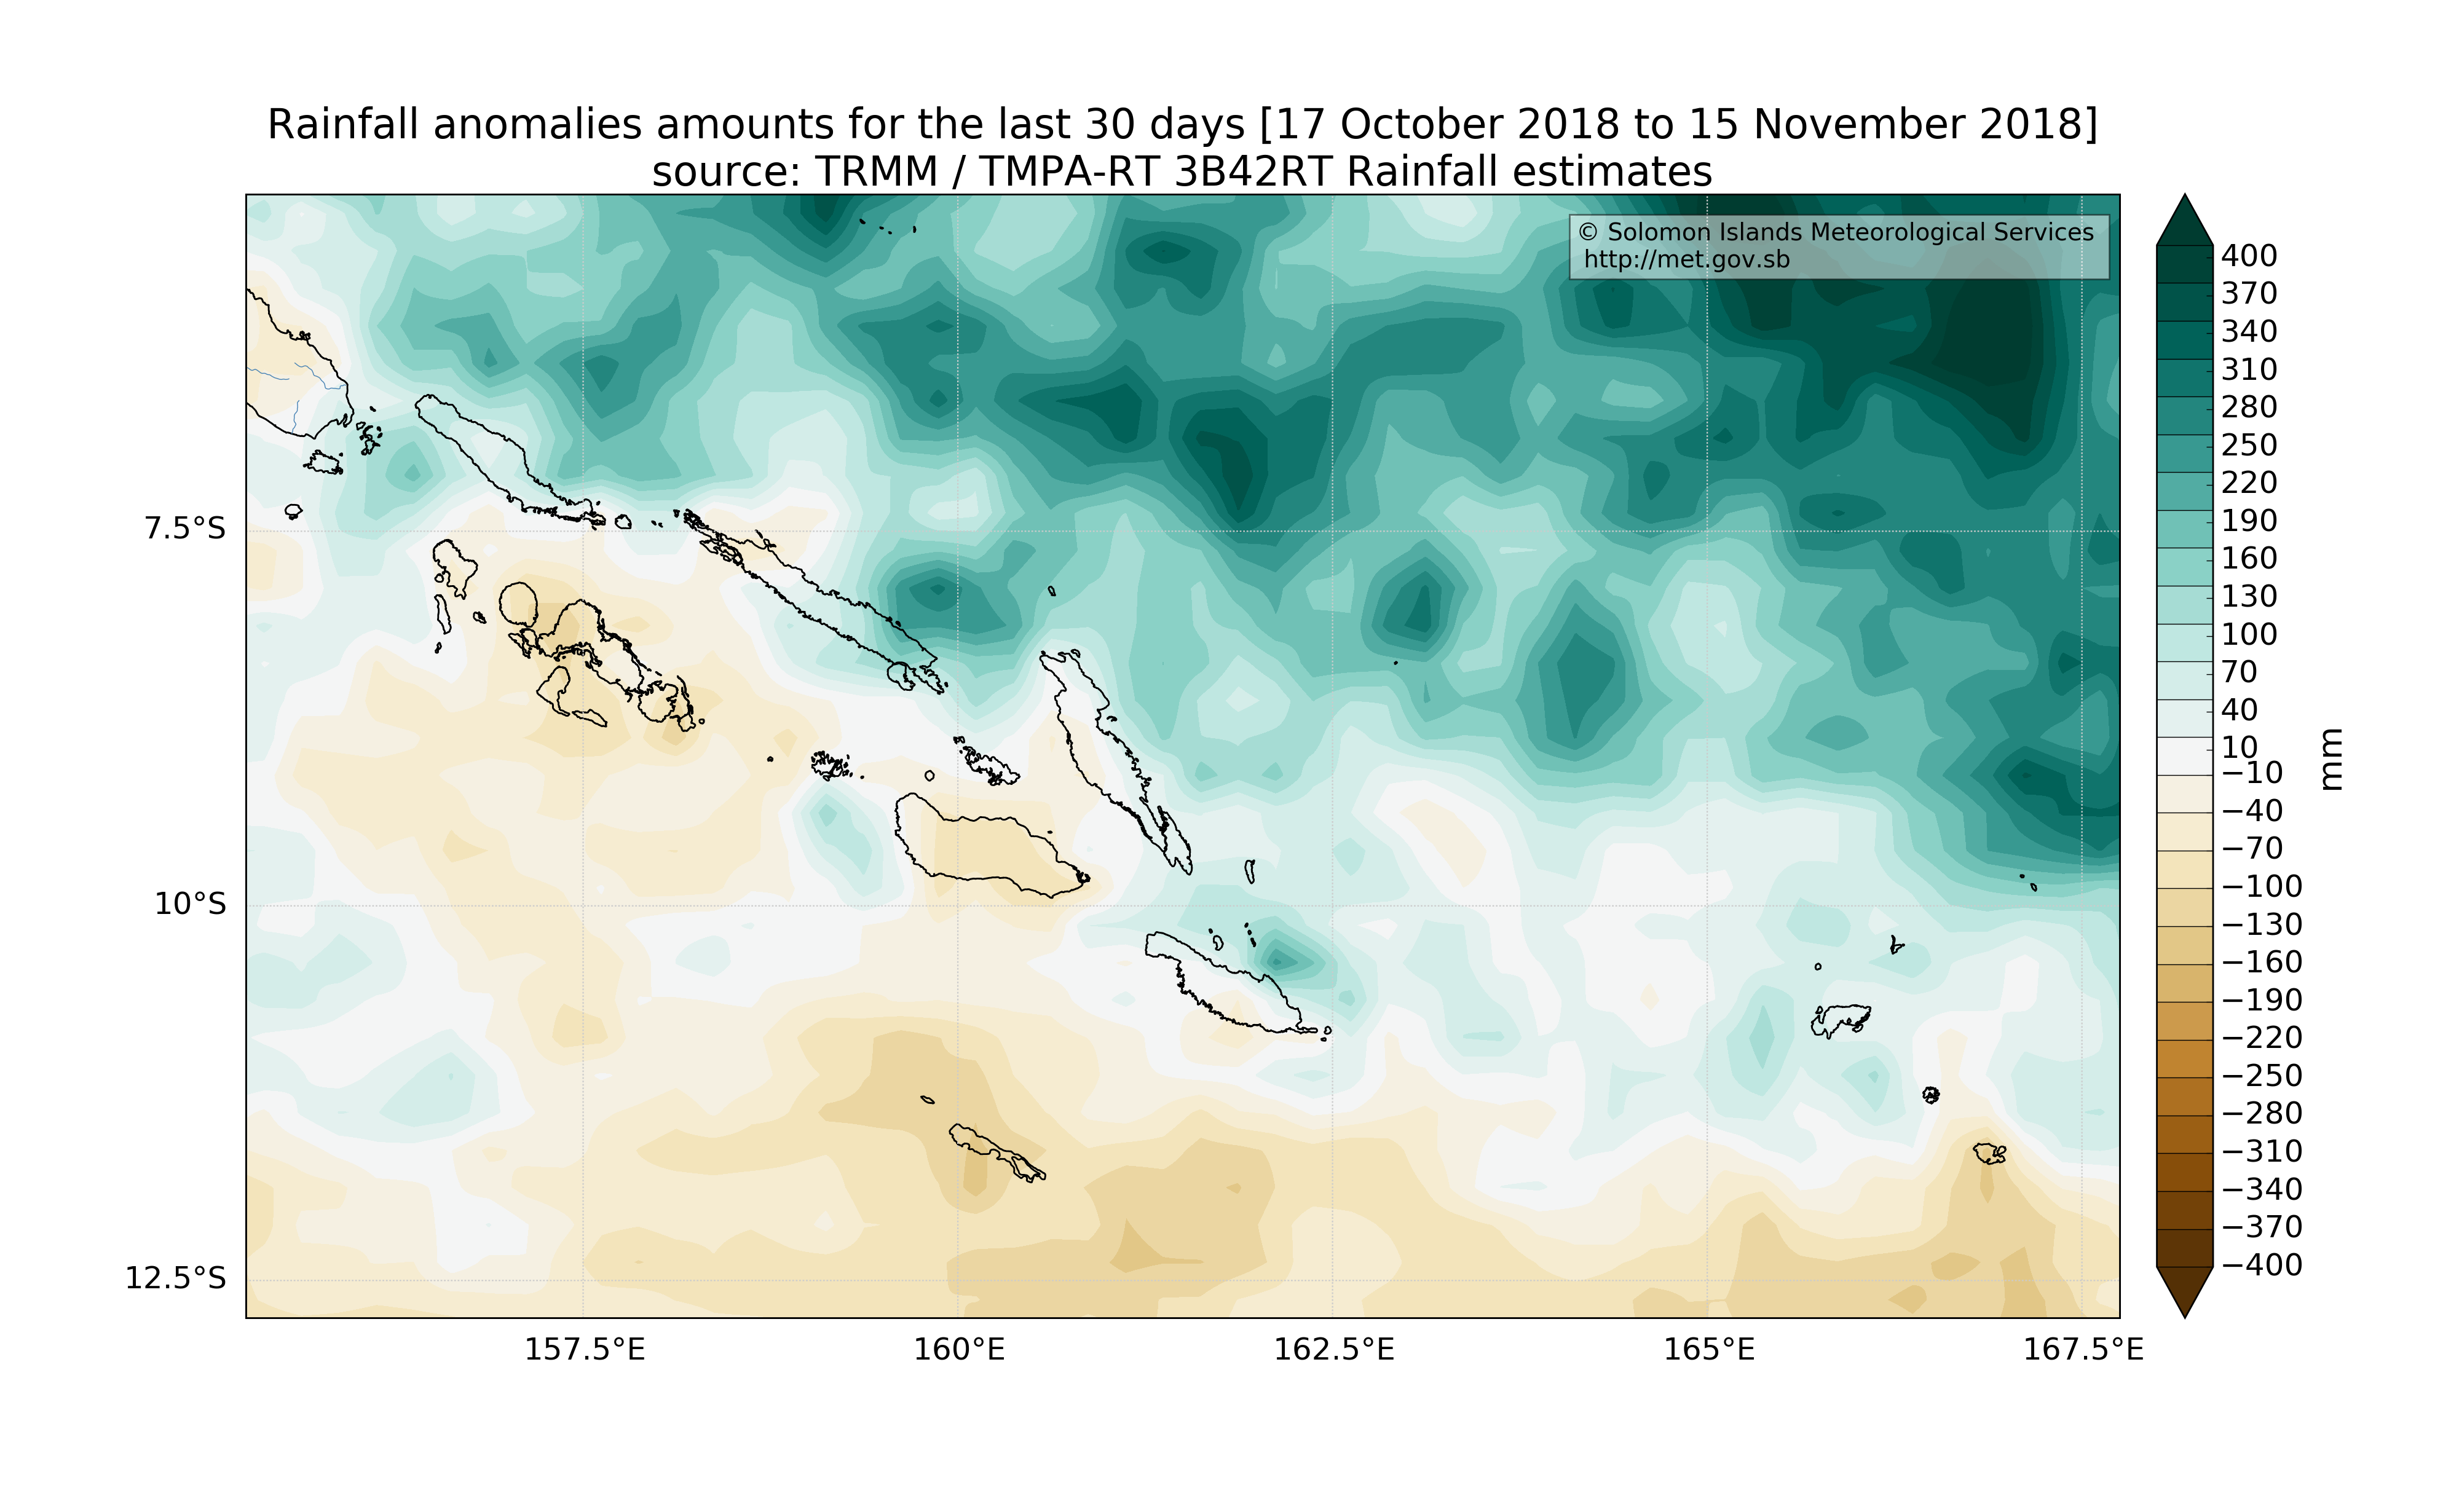 Rainfall anomalies amounts for the last 30 days [17 October 2018 to 15 November 2018]
source: TRMM / TMPA-RT 3B42RT Rainfall estimates
© Solomon Islands Meteorological Services
http://met.gov.sb
7.5°S
10°S
12.5°S
157.5°E
160°E
162.5°E
165°E
167.5°E
400
370
340
310
280
250
220
190
160
130
100
70
40
10
−10
−40
−70
−100
−130
−160
−190
−220
−250
−280
−310
−340
−370
−400
mm